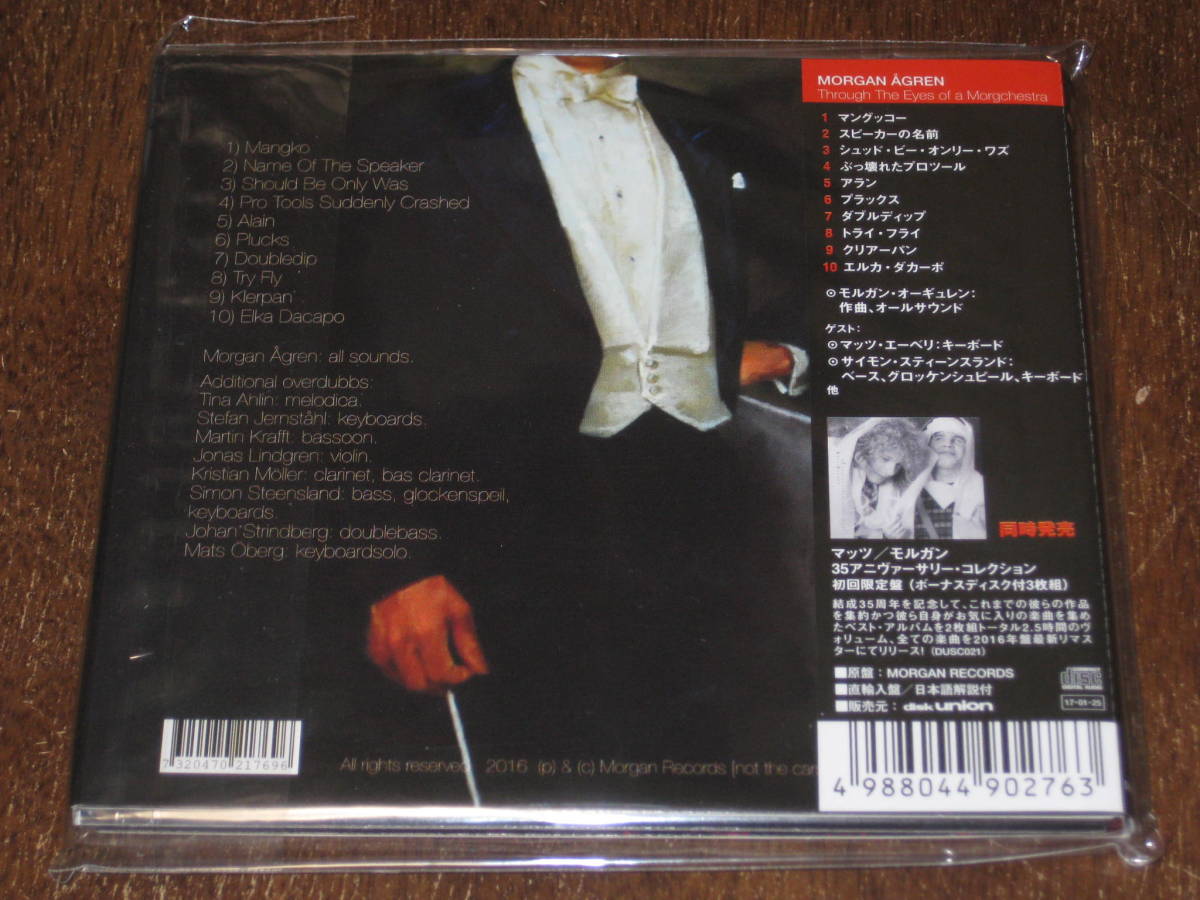 1) Mangko
2) Name Of The Speaker
3) Should Be Only Was
4) Pro Tools Suddenly Crashed
5) Alain
6) Plucks
7) Doubledip
8) Try Fly
9) Klerpan
10) Elka Dacapo
Morgan Ågren: all sounds.
Additional overdubbs:
Tina Ahlin: melodica.
Stefan Jernståhl: keyboards.
Martin Krafft: bassoon.
Jonas Lindgren: violin.
Kristian Möller: clarinet, bas clarinet.
Simon Steensland: bass, glockenspeil,
keyboards.
Johan Strindberg: doublebass.
Mats Öberg: keyboardsolo.
7 320470 217696
All rights reserved 2016 (p) & (c) Morgan Records [not the cars
MORGAN ÅGREN
Through The Eyes of a Morgchestra
1 マングッコー
2 スピーカーの名前
3 シュッド・ビー・オンリー・ワズ
4 ぶっ壊れたプロツール
5 アラン
6 プラックス
7 ダブルディップ
8 トライ・フライ
9 クリアーパン
10 エルカ・ダカーポ
⊙モルガン・オーギュレン:
作曲、オールサウンド
ゲスト:
⊙マッツ・エーベリ:キーボード
⊙サイモン・スティーンスランド:
ベース、グロッケンシュピール、キーボード
他
同時発売
マッツ/モルガン
35アニヴァーサリー・コレクション
初回限定盤 (ボーナスディスク付3枚組)
結成35周年を記念して、これまでの彼らの作品
を集約かつ彼ら自身がお気に入りの楽曲を集め
たベスト・アルバムを2枚組トータル2.5時間のヴ
ォリューム、全ての楽曲を2016年盤最新リマス
ターにてリリース! (DUSC021)
■原盤:MORGAN RECORDS
■直輸入盤/日本語解説付
■販売元:disk union
disc
DIGITAL AUDIO
17-01-25
4 988044 902763